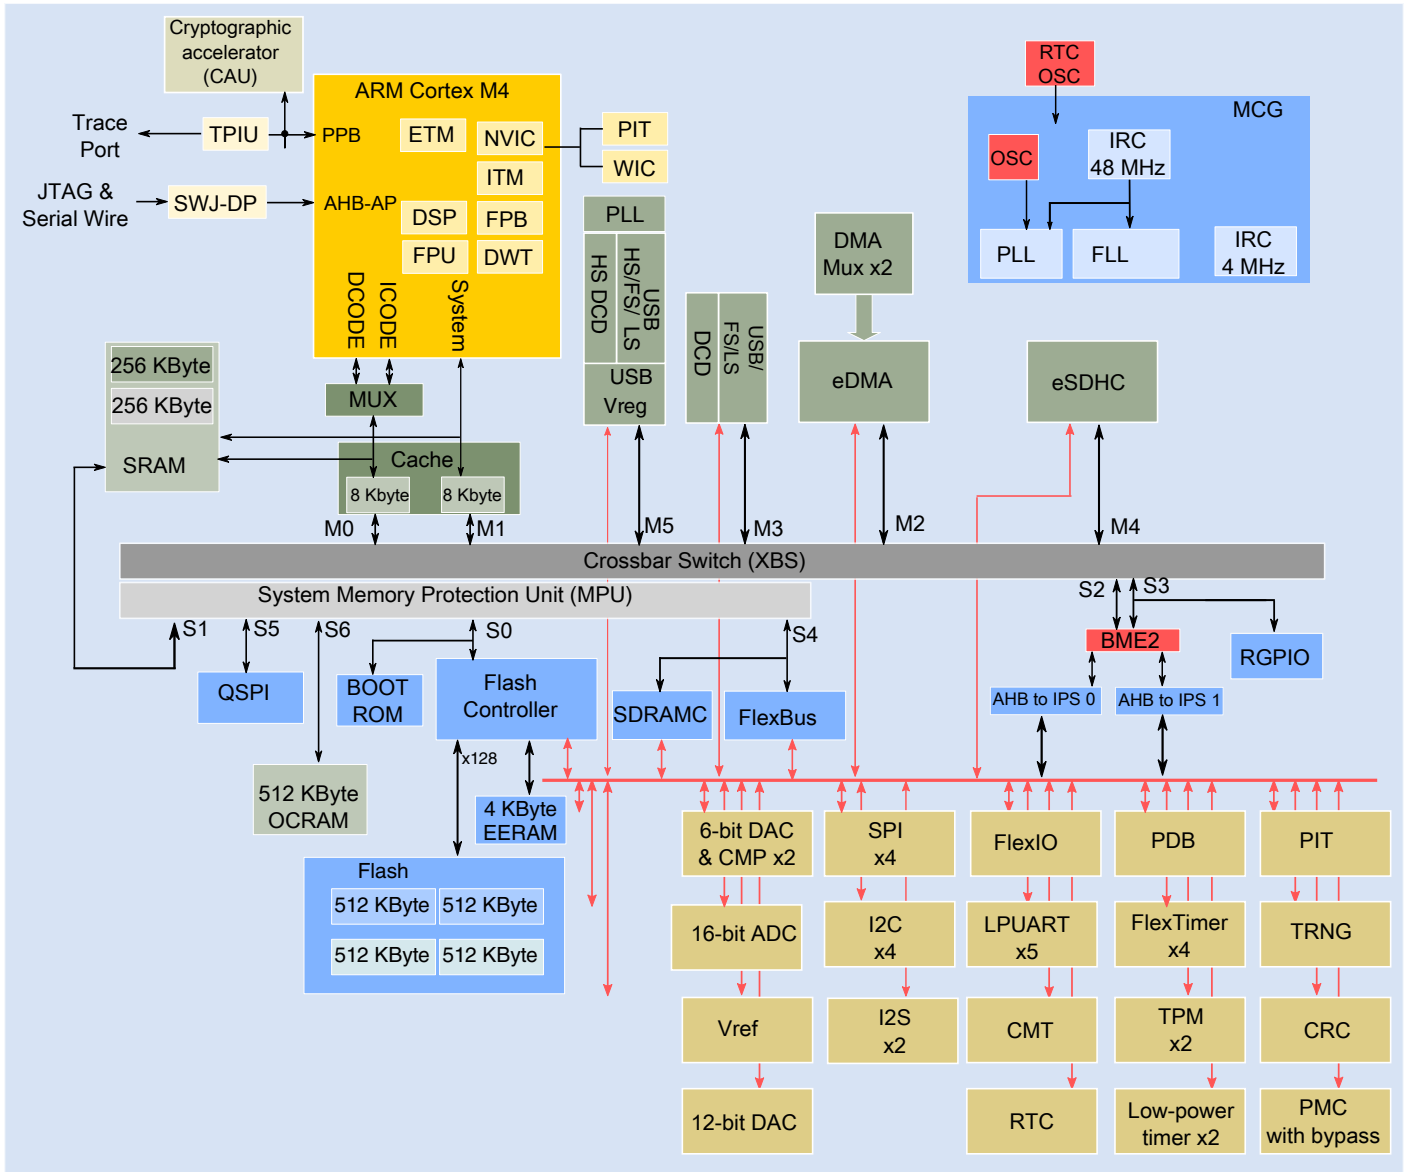 Cryptographic
accelerator
(CAU)
Trace
Port
TPIU
JTAG &
Serial Wire
SWJ-DP
ARM Cortex M4
PPB
AHB-AP
ETM
NVIC
ITM
DSP
FPB
FPU
DWT
DCODE
ICODE
System
PIT
WIC
RTC
OSC
MCG
OSC
IRC
48 MHz
PLL
FLL
IRC
4 MHz
256 KByte
256 KByte
SRAM
MUX
Cache
8 Kbyte
8 Kbyte
PLL
HS DCD
USB
HS/FS/ LS
USB
Vreg
DCD
USB/
FS/LS
DMA
Mux x2
eDMA
eSDHC
M0
M1
M5
M3
M2
M4
Crossbar Switch (XBS)
System Memory Protection Unit (MPU)
S1
S5
S6
S0
S4
S2
S3
QSPI
BOOT
ROM
Flash
Controller
SDRAMC
FlexBus
BME2
RGPIO
AHB to IPS 0
AHB to IPS 1
x128
512 KByte
OCRAM
4 KByte
EERAM
Flash
512 KByte
512 KByte
512 KByte
512 KByte
6-bit DAC
& CMP x2
SPI
x4
FlexIO
PDB
PIT
16-bit ADC
I2C
x4
LPUART
x5
FlexTimer
x4
TRNG
Vref
I2S
x2
CMT
TPM
x2
CRC
12-bit DAC
RTC
Low-power
timer x2
PMC
with bypass